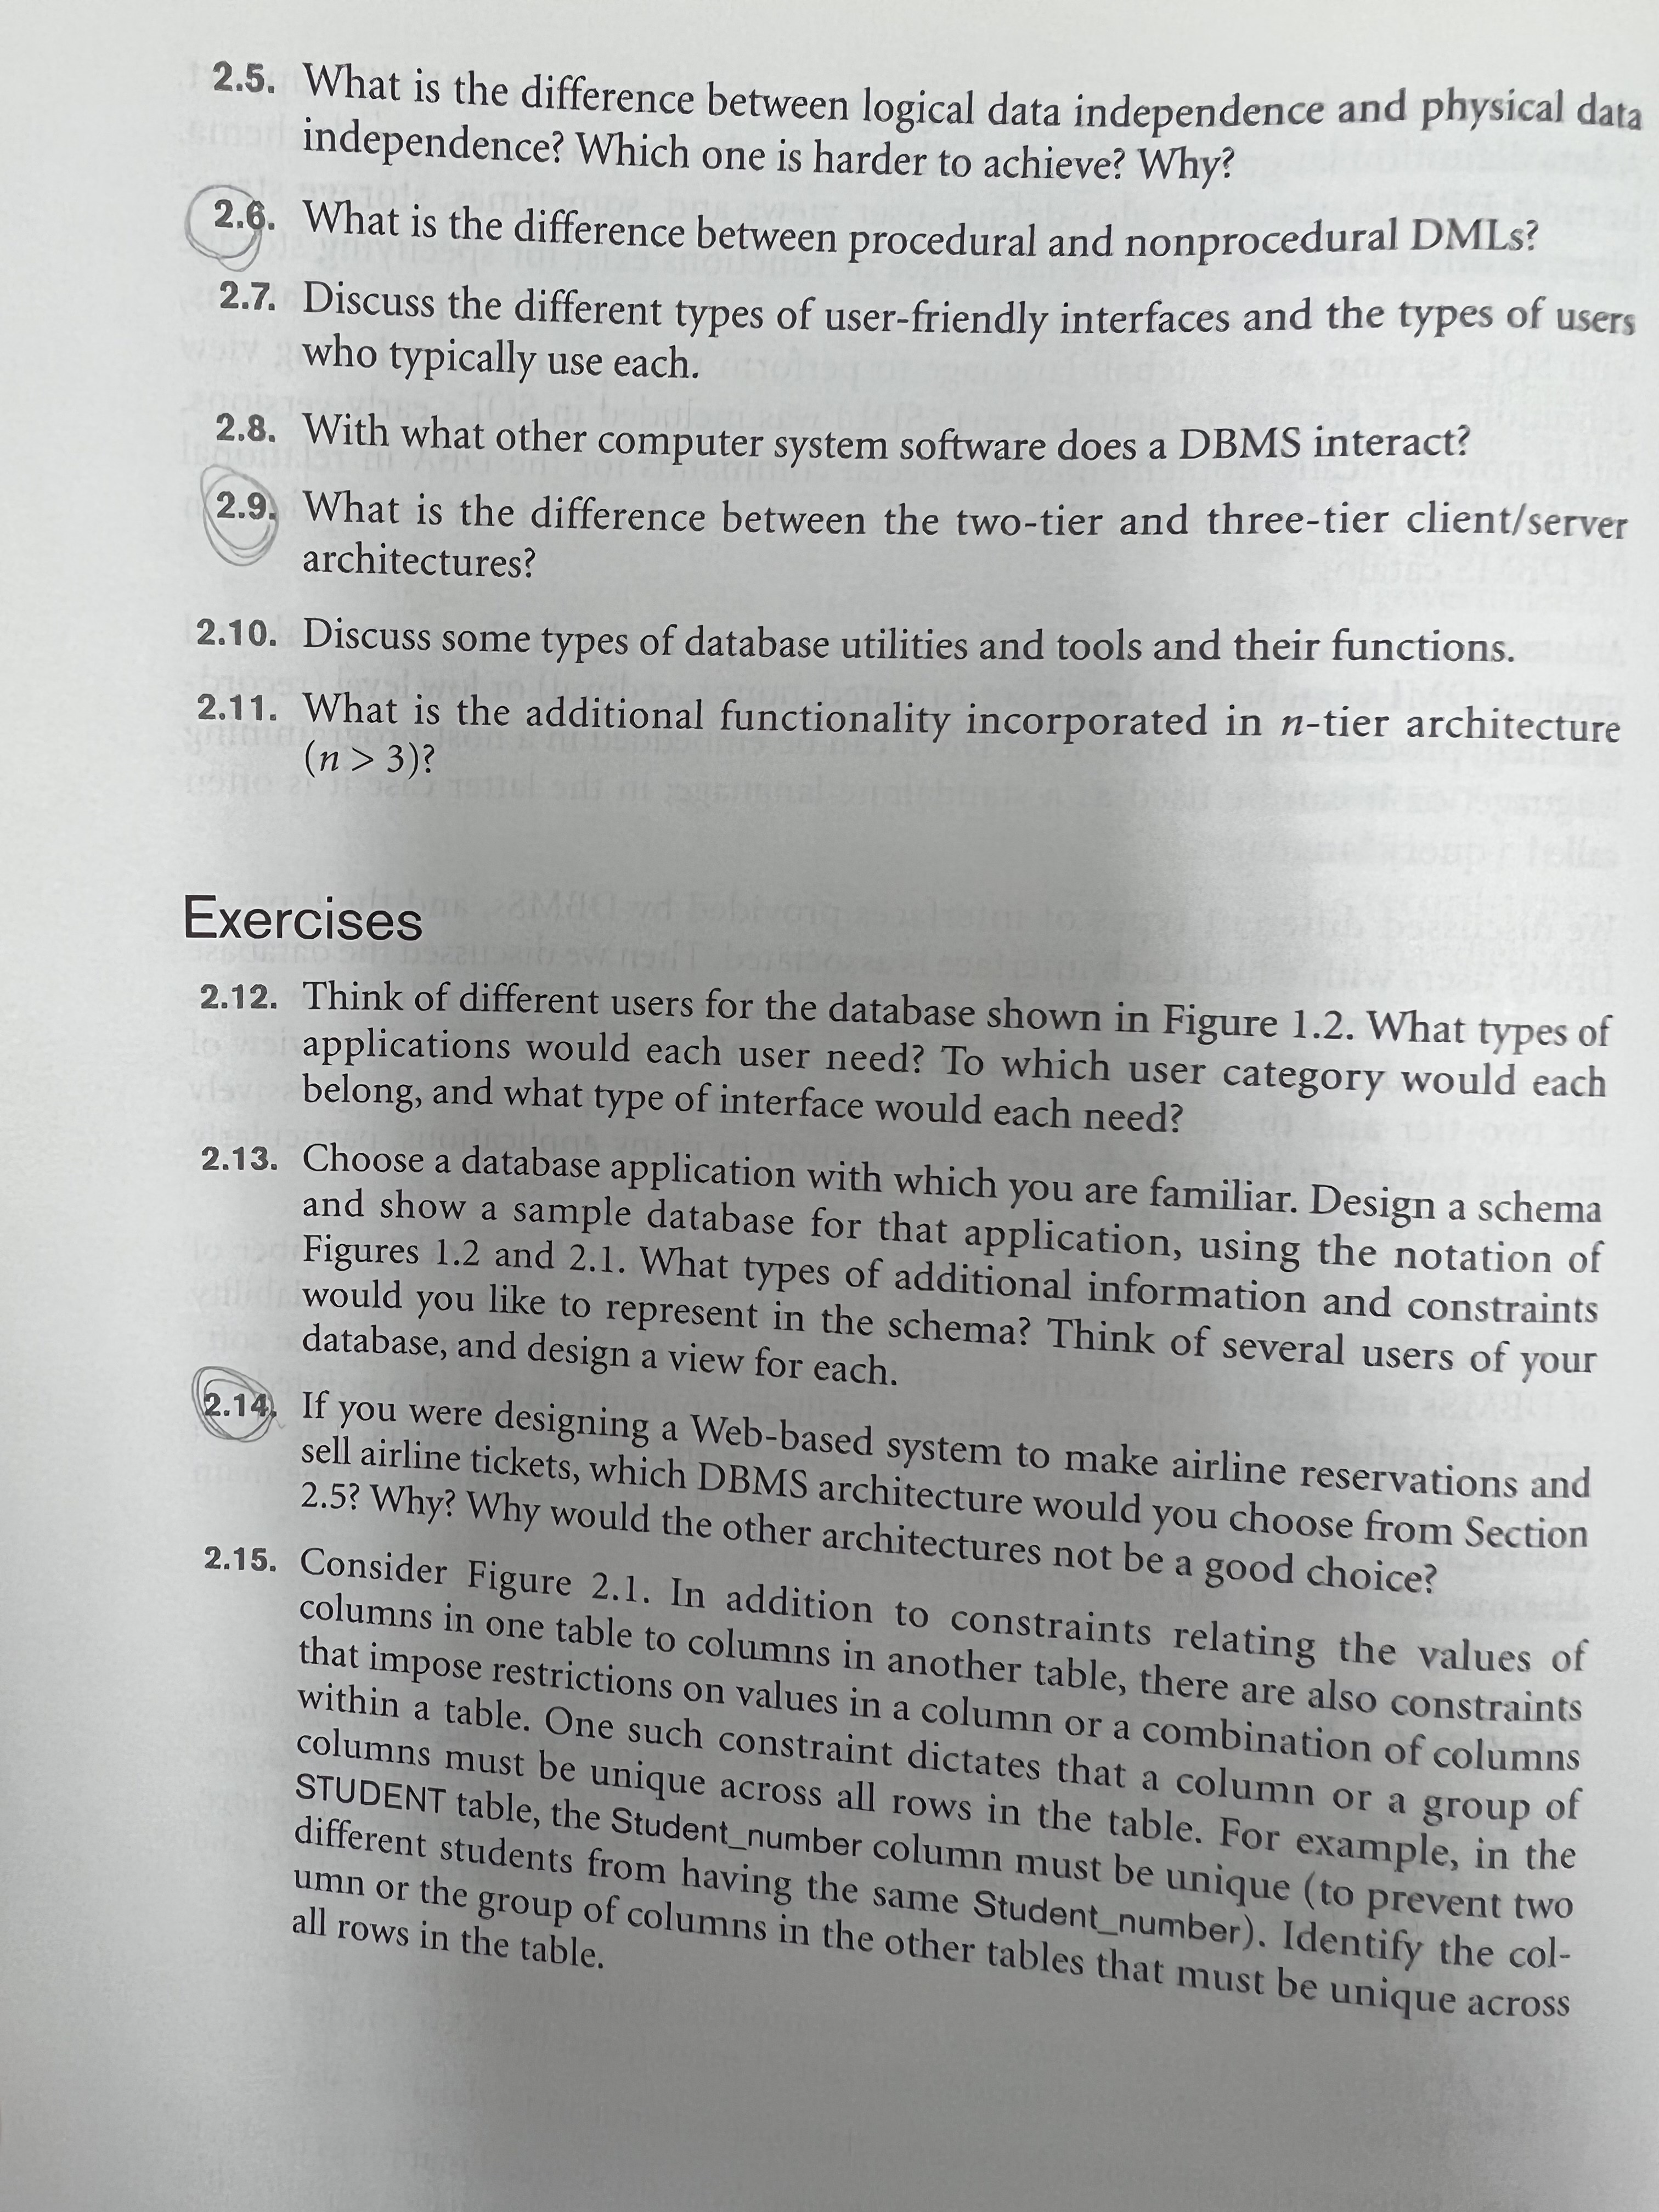 2.5. What is the difference between logical data independence and physical data
independence? Which one is harder to achieve? Why?
2.6. What is the difference between procedural and nonprocedural DMLs?
2.7. Discuss the different types of user-friendly interfaces and the types of users
who typically use each.
2.8. With what other computer system software does a DBMS interact?
2.9. What is the difference between the two-tier and three-tier client/server
architectures?
2.10. Discuss some types of database utilities and tools and their functions.
2.11. What is the additional functionality incorporated in n-tier architecture
(n > 3)?
Exercises
2.12. Think of different users for the database shown in Figure 1.2. What types of
applications would each user need? To which user category would each
belong, and what type of interface would each need?
2.13. Choose a database application with which you are familiar. Design a schema
and show a sample database for that application, using the notation of
Figures 1.2 and 2.1. What types of additional information and constraints
would you like to represent in the schema? Think of several users of your
database, and design a view for each.
2.14. If you were designing a Web-based system to make airline reservations and
sell airline tickets, which DBMS architecture would you choose from Section
2.5? Why? Why would the other architectures not be a good choice?
2.15. Consider Figure 2.1. In addition to constraints relating the values of
columns in one table to columns in another table, there are also constraints
that impose restrictions on values in a column or a combination of columns
within a table. One such constraint dictates that a column or a group of
columns must be unique across all rows in the table. For example, in the
STUDENT table, the Student_number column must be unique (to prevent two
different students from having the same Student_number). Identify the col-
umn or the group of columns in the other tables that must be unique across
all rows in the table.